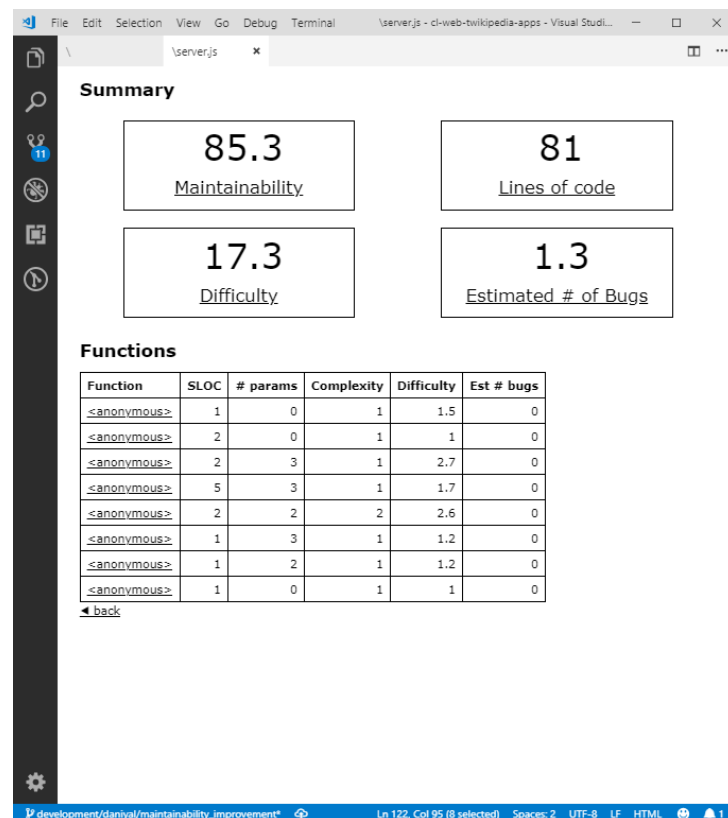 File Edit Selection View Go Debug Terminal \server.js - cl-web-twikipedia-apps - Visual Studi...
\ \server.js
11
Summary
85.3 81
Maintainability Lines of code
17.3 1.3
Difficulty Estimated # of Bugs
Functions
Function SLOC # params Complexity Difficulty Est # bugs
<anonymous> 1 0 1 1.5 0
<anonymous> 2 0 1 1 0
<anonymous> 2 3 1 2.7 0
<anonymous> 5 3 1 1.7 0
<anonymous> 2 2 2 2.6 0
<anonymous> 1 3 1 1.2 0
<anonymous> 1 2 1 1.2 0
<anonymous> 1 0 1 1 0
◄ back
development/danival/maintainability_improvement* Ln 122, Col 95 (8 selected) Spaces: 2 UTF-8 LF HTML 1